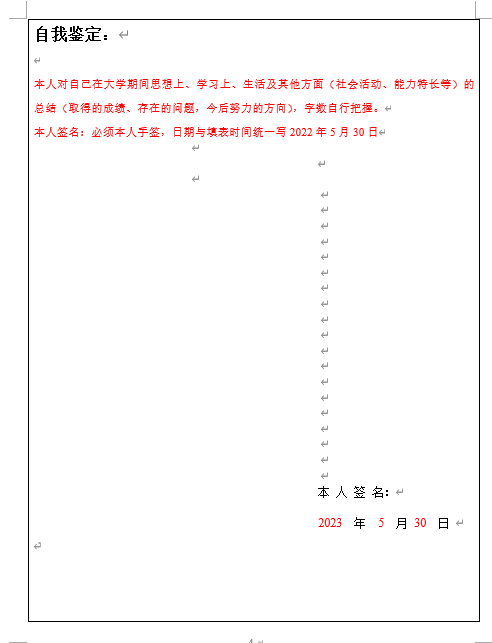 自我鉴定：
本人对自己在大学期间思想上、学习上、生活及其他方面（社会活动、能力特长等）的
总结（取得的成绩、存在的问题，今后努力的方向），字数自行把握。
本人签名：必须本人手签，日期与填表时间统一写 2022 年 5 月 30 日
本 人 签 名：
2023 年 5 月 30 日